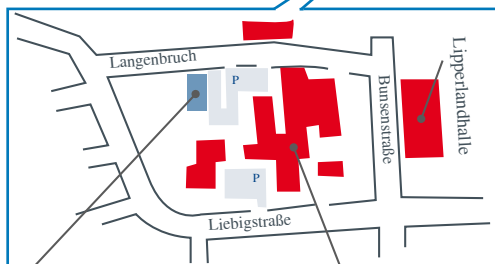 Langenbruch
P
Bunsenstraße
Lipperlandhalle
P
Liebigstraße